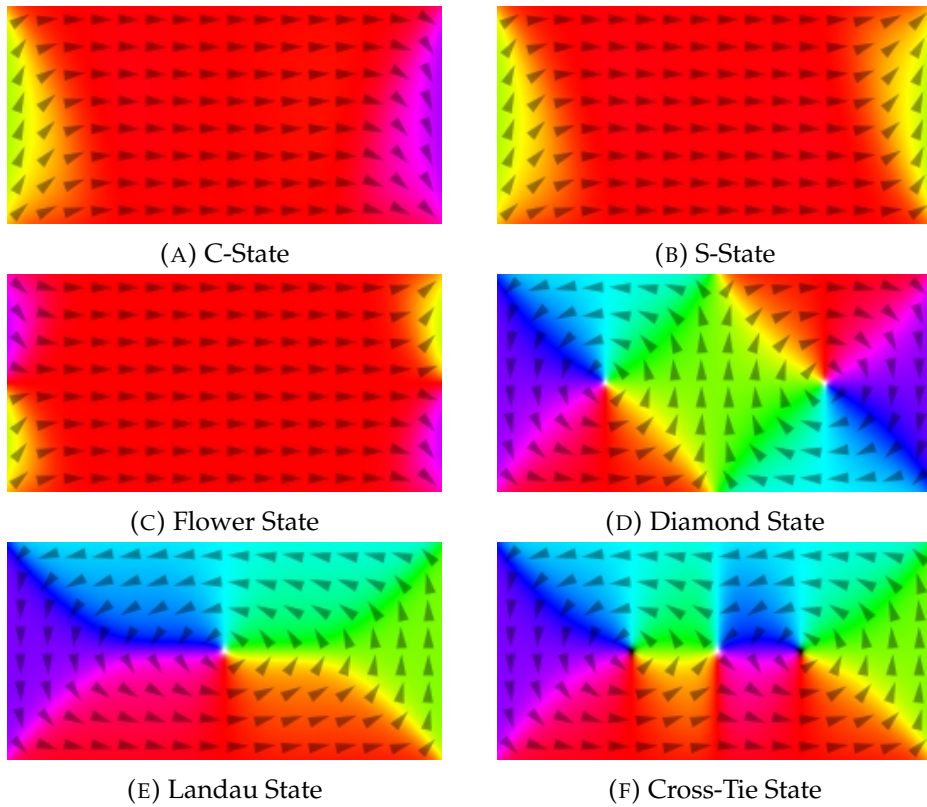 (A) C-State
(B) S-State
(C) Flower State
(D) Diamond State
(E) Landau State
(F) Cross-Tie State